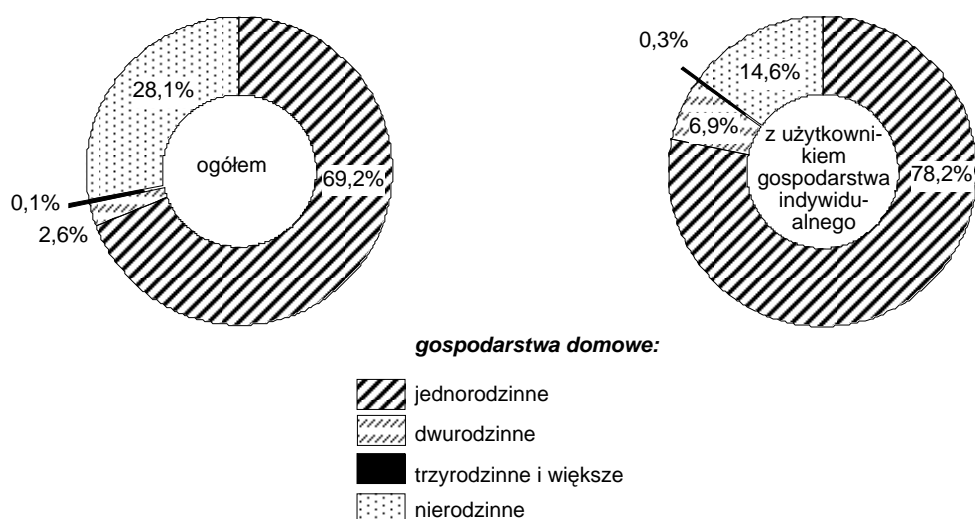 28,1%
ogółem
69,2%
0,1%
2,6%
0,3%
14,6%
6,9%
z użytkowni-
kiem
gospodarstwa
indywidu-
alnego
78,2%
gospodarstwa domowe:
jednorodzinne
dwurodzinne
trzyrodzinne i większe
nierodzinne